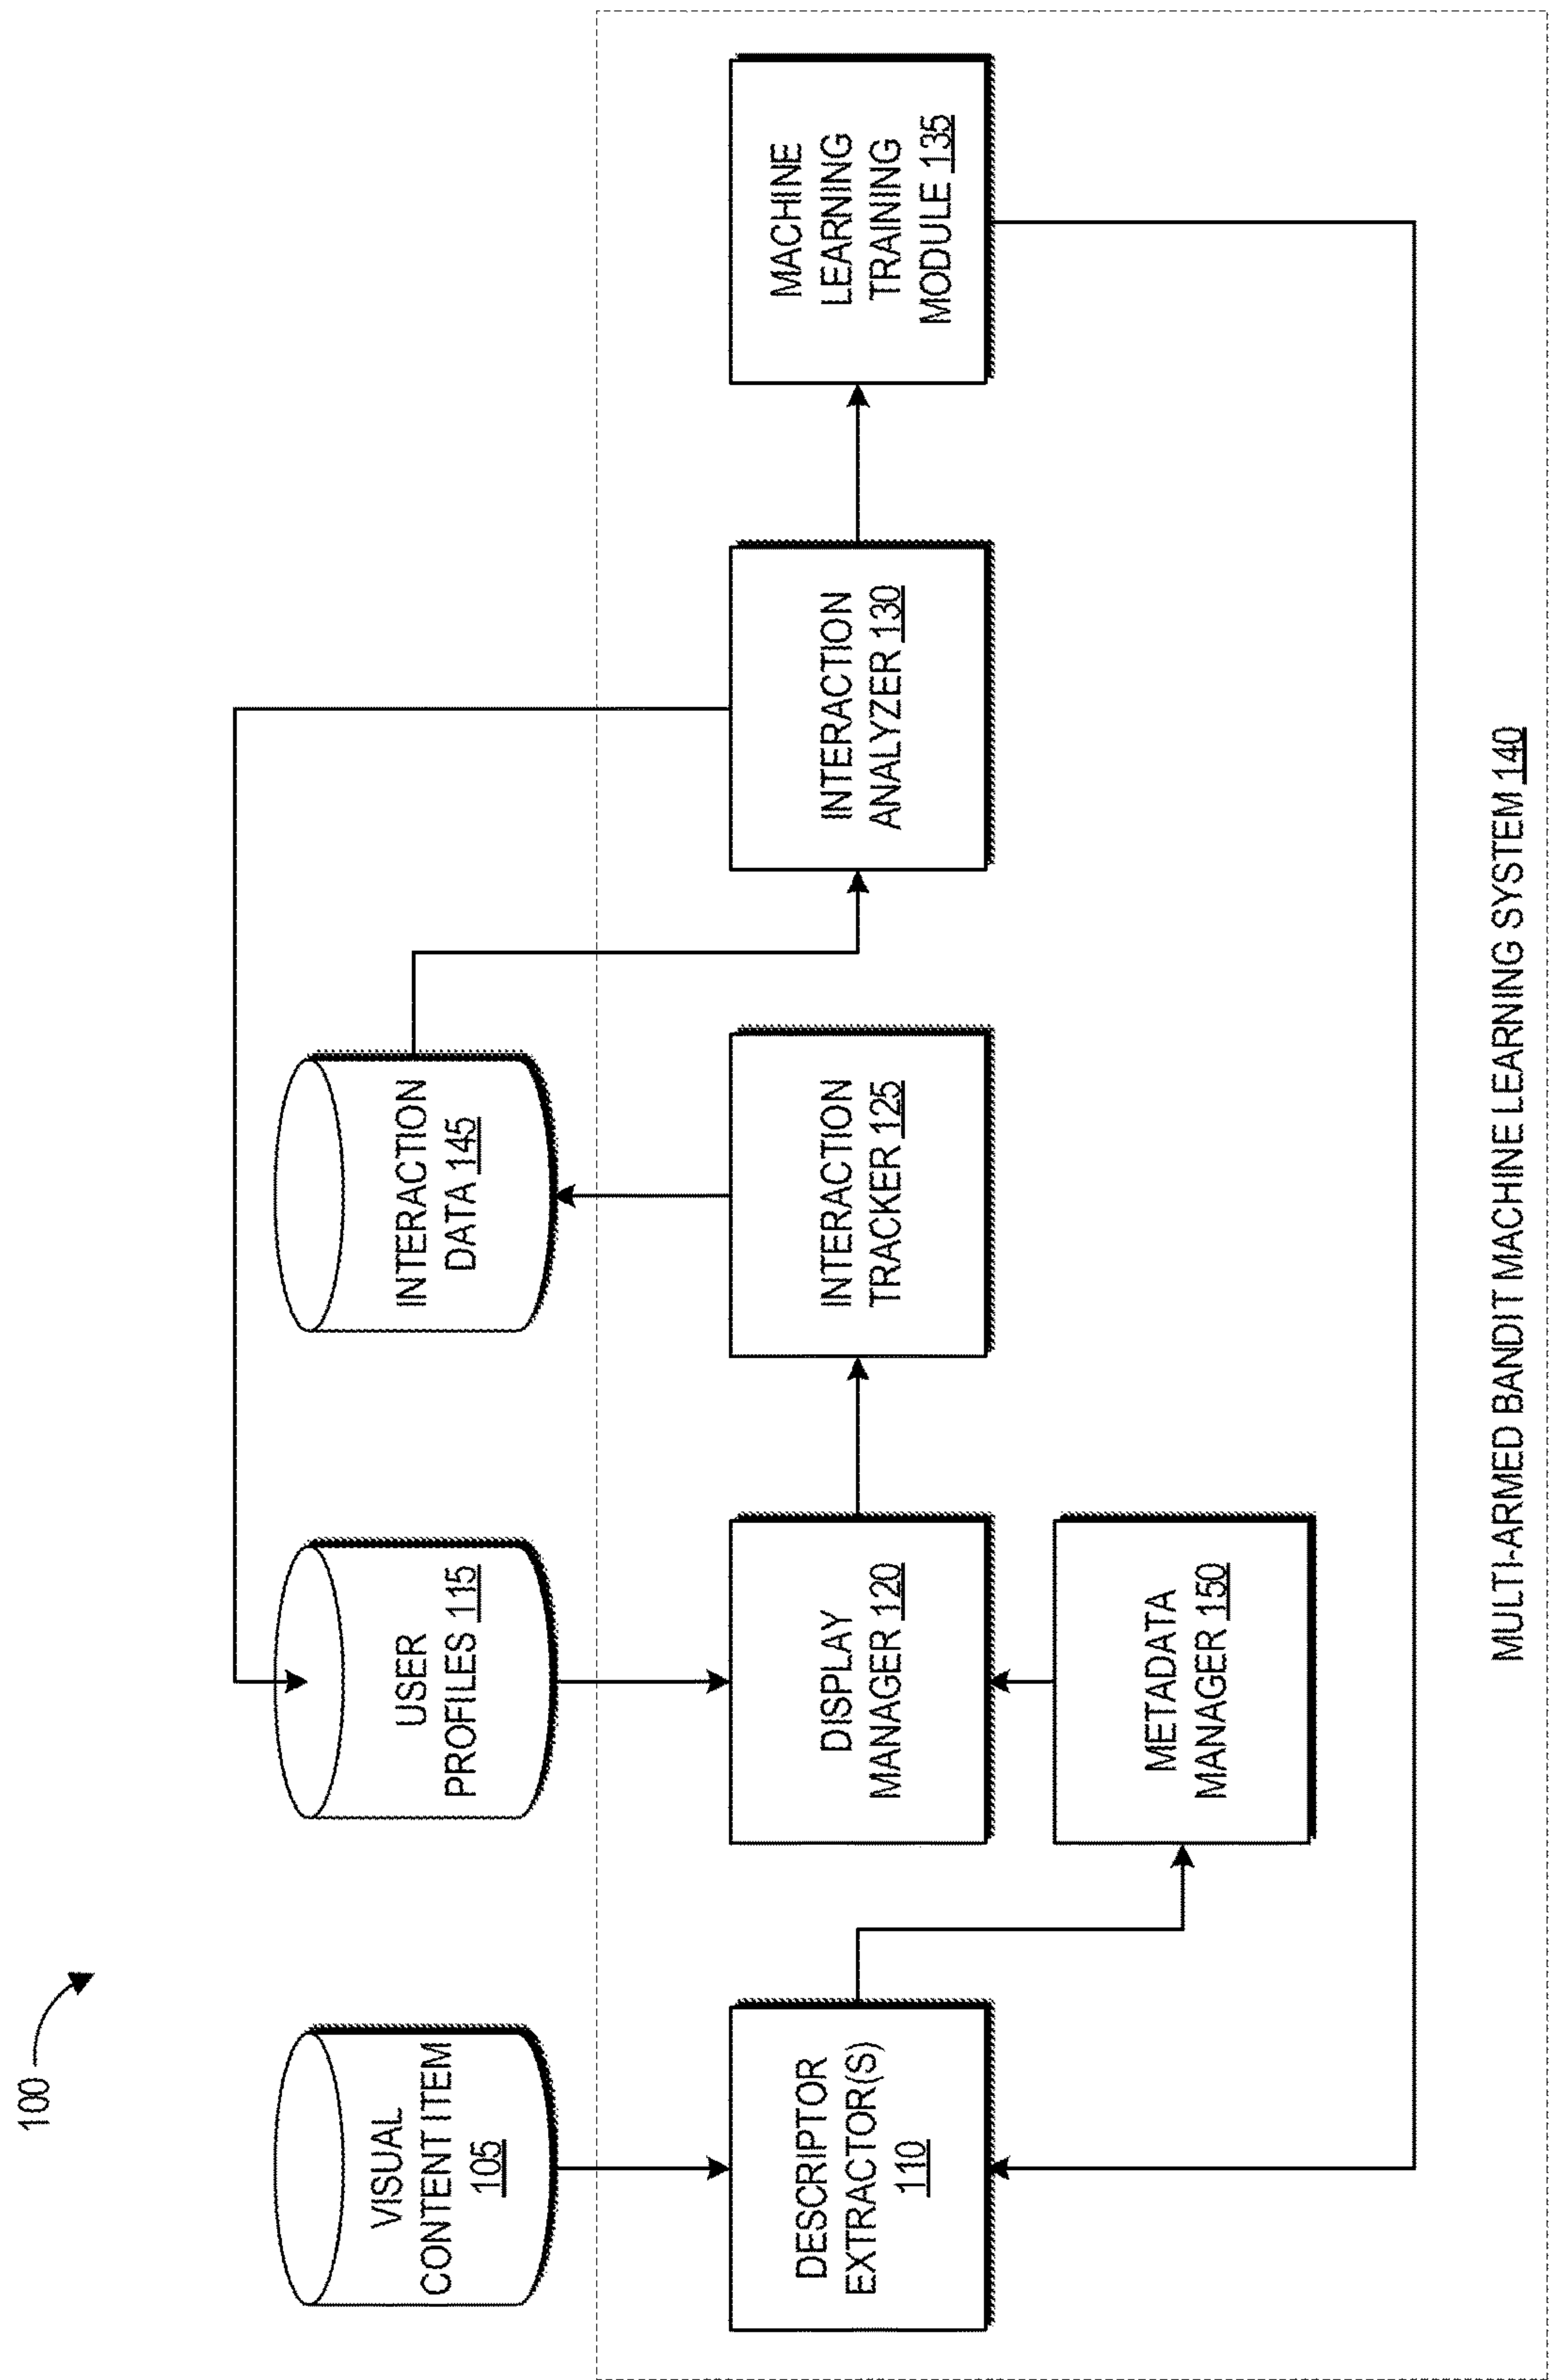 100
VISUAL
CONTENT ITEM
105
USER
PROFILES 115
INTERACTION
DATA 145
DESCRIPTOR
EXTRACTOR(S)
110
DISPLAY
MANAGER 120
INTERACTION
TRACKER 125
INTERACTION
ANALYZER 130
MACHINE
LEARNING
TRAINING
MODULE 135
METADATA
MANAGER 150
MULTI-ARMED BANDIT MACHINE LEARNING SYSTEM 140